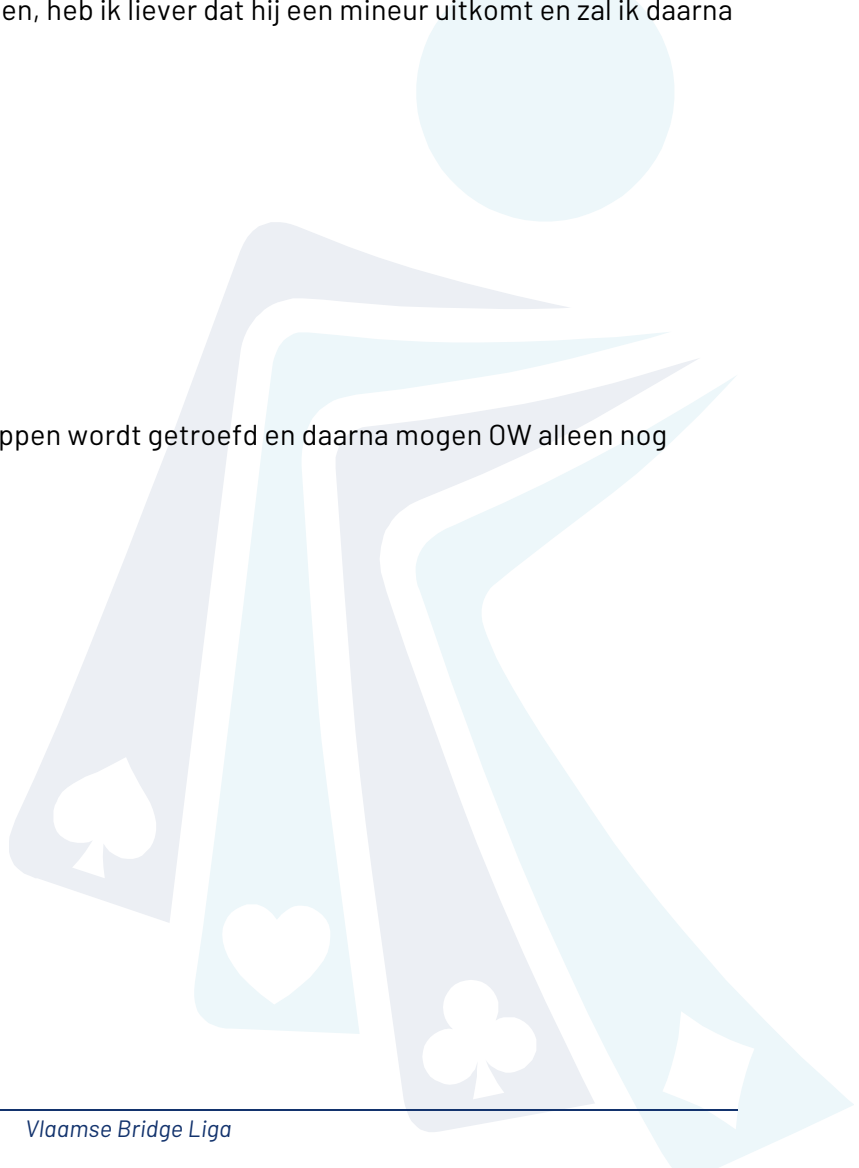 en, heb ik liever dat hij een mineur uitkomt en zal ik daarna
ppen wordt getroefd en daarna mogen OW alleen nog
Vlaamse Bridge Liga